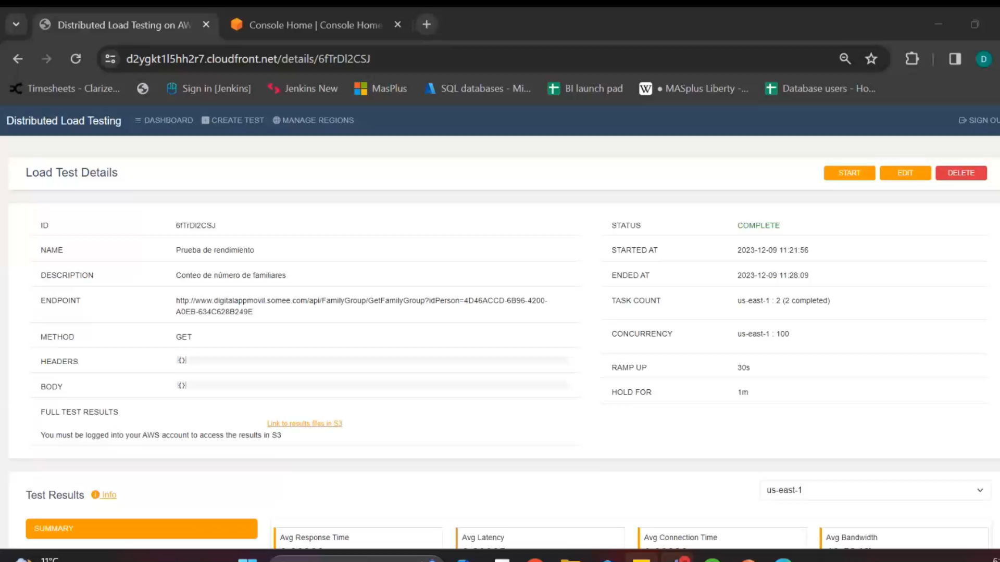 Distributed Load Testing on AW
Console Home | Console Home
d2ygkt1l5hh2r7.cloudfront.net/details/6fTrDl2CSJ
D
Timesheets - Clarize...
Sign in [Jenkins]
Jenkins New
MasPlus
SQL databases - Mi...
BI launch pad
W
● MASplus Liberty -...
Database users - Ho...
Distributed Load Testing
DASHBOARD
CREATE TEST
MANAGE REGIONS
SIGN OU
Load Test Details
START
EDIT
DELETE
ID
6fTrDl2CSJ
NAME
Prueba de rendimiento
DESCRIPTION
Conteo de número de familiares
ENDPOINT
http://www.digitalappmovil.somee.com/api/FamilyGroup/GetFamilyGroup?idPerson=4D46ACCD-6B96-4200-
A0EB-634C628B249E
METHOD
GET
HEADERS
{}
BODY
{}
FULL TEST RESULTS
Link to results files in S3
You must be logged into your AWS account to access the results in S3
STATUS
COMPLETE
STARTED AT
2023-12-09 11:21:56
ENDED AT
2023-12-09 11:28:09
TASK COUNT
us-east-1 : 2 (2 completed)
CONCURRENCY
us-east-1 : 100
RAMP UP
30s
HOLD FOR
1m
Test Results
Info
us-east-1
SUMMARY
Avg Response Time
Avg Latency
Avg Connection Time
Avg Bandwidth
11°C